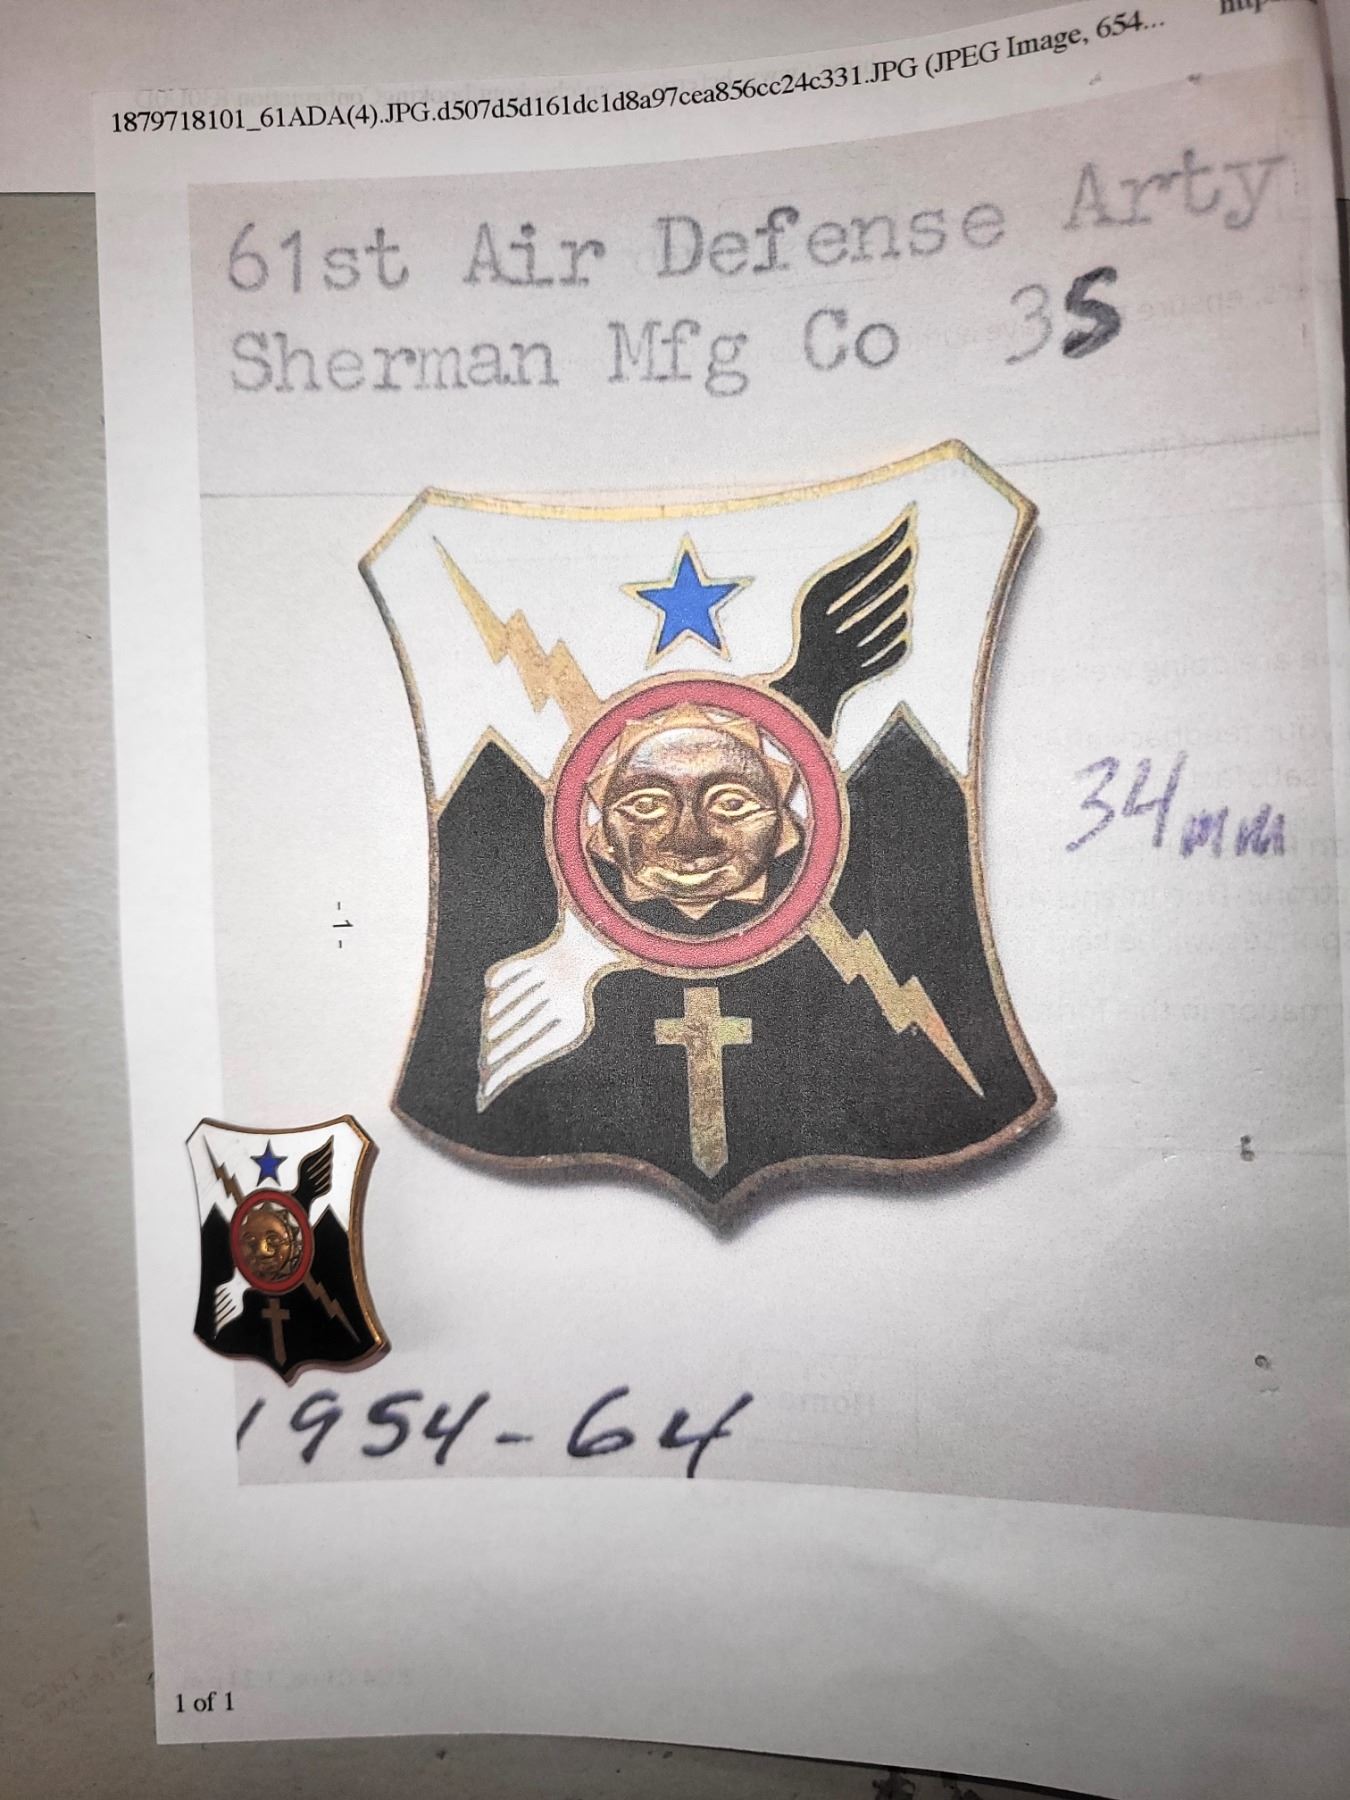 1879718101_61ADA(4).JPG.d507d5d161dc1d8a97cea856cc24c331.JPG (JPEG Image, 654...
61st Air Defense Arty
Sherman Mfg Co 3S
34mm
-1-
1954-64
1 of 1